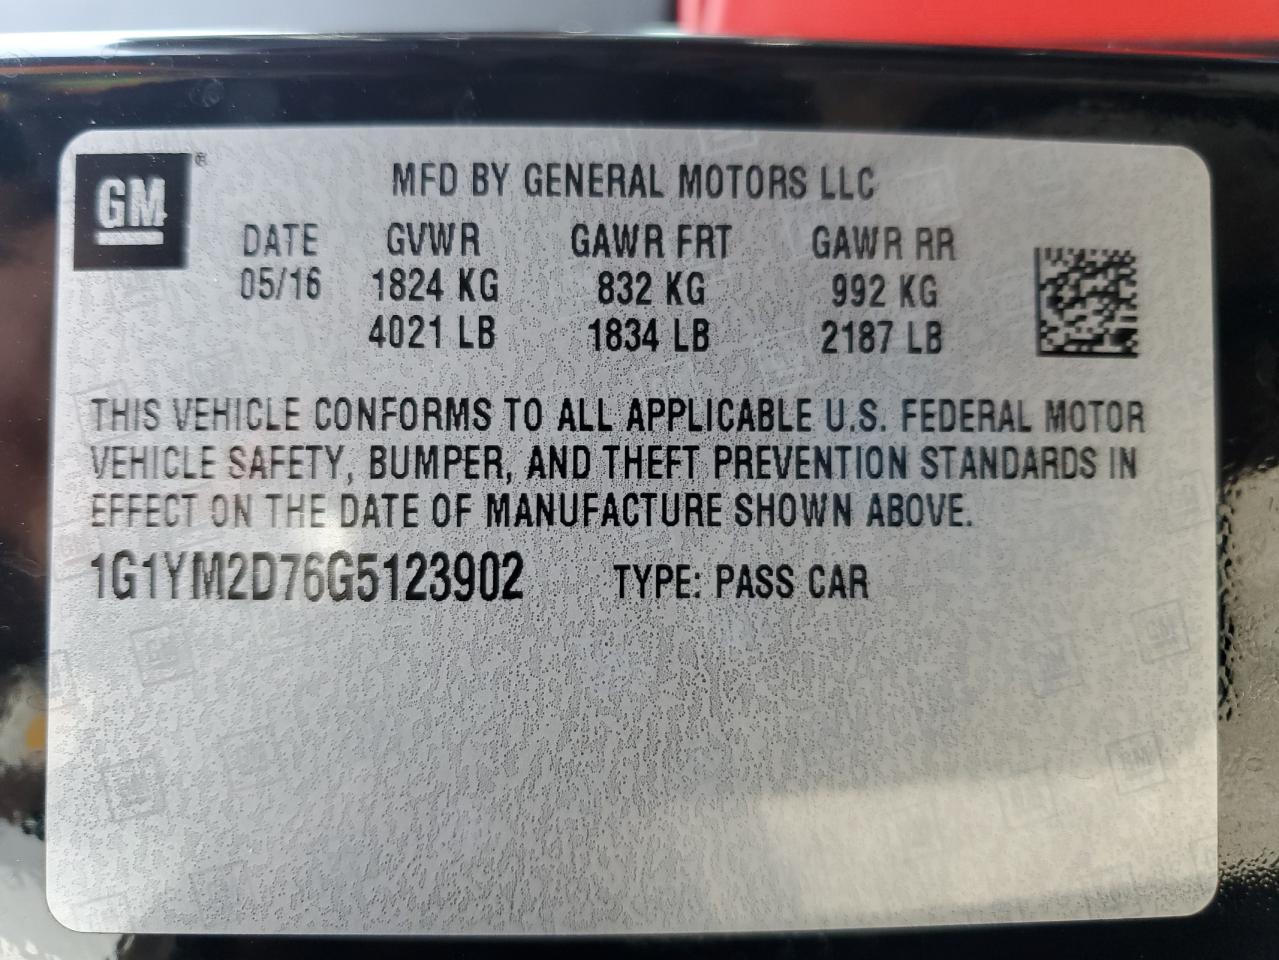 GM ®
MFD BY GENERAL MOTORS LLC
DATE GVWR GAWR FRT GAWR RR
05/16 1824 KG 832 KG 992 KG
4021 LB 1834 LB 2187 LB
THIS VEHICLE CONFORMS TO ALL APPLICABLE U.S. FEDERAL MOTOR
VEHICLE SAFETY, BUMPER, AND THEFT PREVENTION STANDARDS IN
EFFECT ON THE DATE OF MANUFACTURE SHOWN ABOVE.
1G1YM2D76G5123902 TYPE: PASS CAR